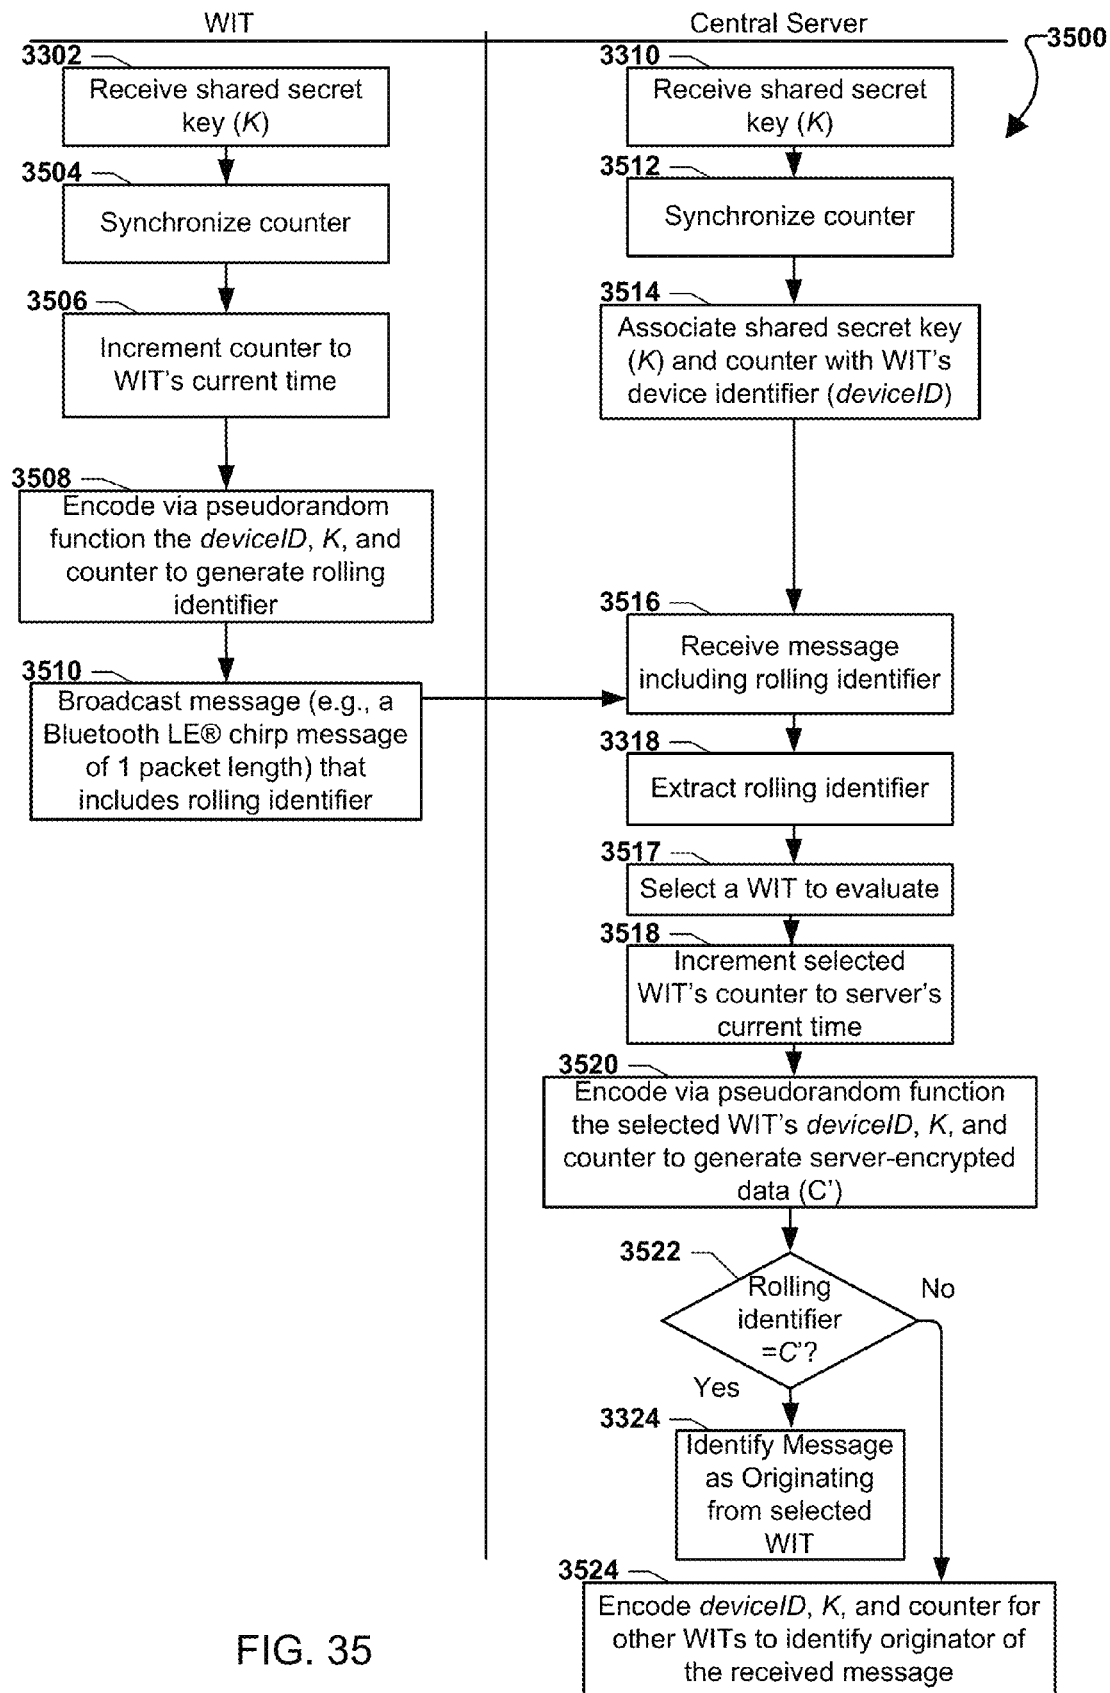 WIT
Central Server
3500
3302
Receive shared secret
key (K)
3504
Synchronize counter
3506
Increment counter to
WIT's current time
3508
Encode via pseudorandom
function the deviceID, K, and
counter to generate rolling
identifier
3510
Broadcast message (e.g., a
Bluetooth LE® chirp message
of 1 packet length) that
includes rolling identifier
3310
Receive shared secret
key (K)
3512
Synchronize counter
3514
Associate shared secret key
(K) and counter with WIT's
device identifier (deviceID)
3516
Receive message
including rolling identifier
3318
Extract rolling identifier
3517
Select a WIT to evaluate
3518
Increment selected
WIT's counter to server's
current time
3520
Encode via pseudorandom function
the selected WIT's deviceID, K, and
counter to generate server-encrypted
data (C')
3522
Rolling
identifier
=C'?
No
Yes
3324
Identify Message
as Originating
from selected
WIT
3524
Encode deviceID, K, and counter for
other WITs to identify originator of
the received message
FIG. 35